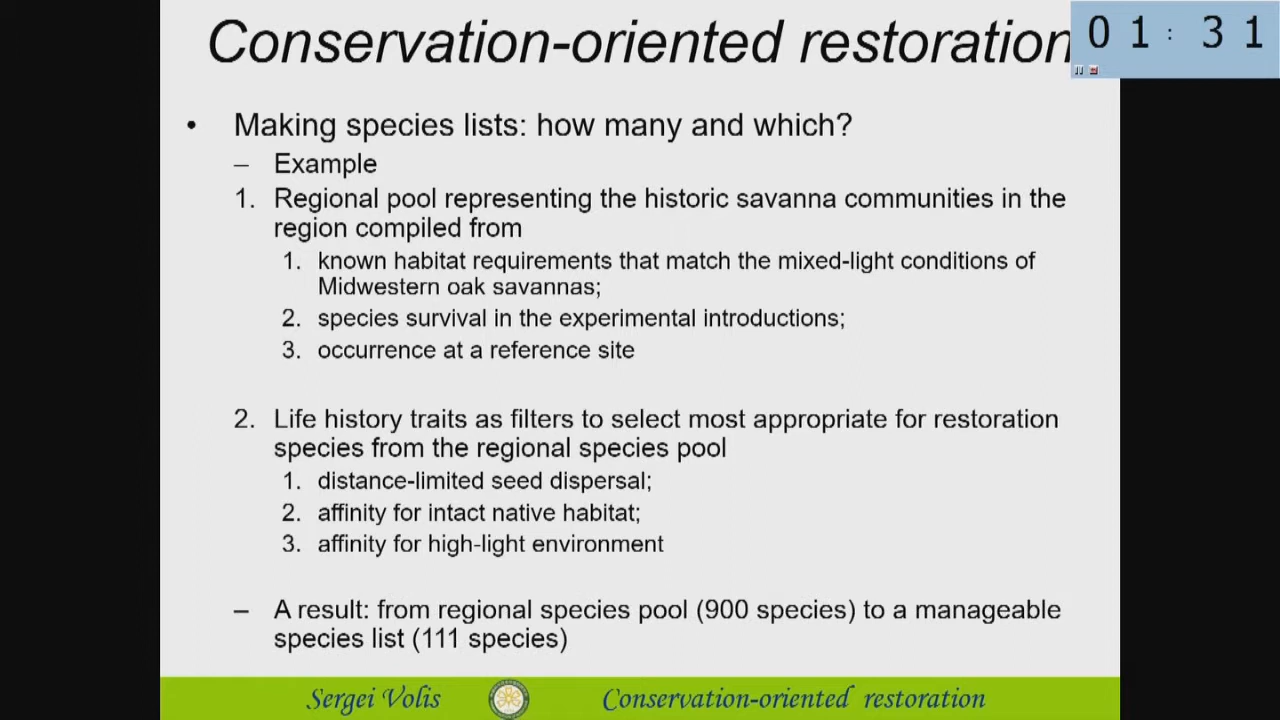 Conservation-oriented restoration
01:31
• Making species lists: how many and which?
– Example
1. Regional pool representing the historic savanna communities in the
region compiled from
1. known habitat requirements that match the mixed-light conditions of
Midwestern oak savannas;
2. species survival in the experimental introductions;
3. occurrence at a reference site
2. Life history traits as filters to select most appropriate for restoration
species from the regional species pool
1. distance-limited seed dispersal;
2. affinity for intact native habitat;
3. affinity for high-light environment
– A result: from regional species pool (900 species) to a manageable
species list (111 species)
Sergei Volis Conservation-oriented restoration